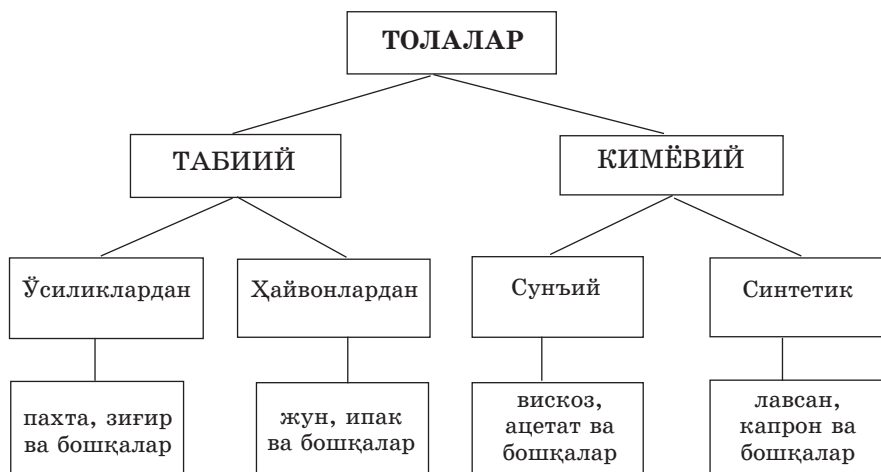 ТОЛАЛАР
ТАБИИЙ
КИМЁВИЙ
Ўсиликлардан
Ҳайвонлардан
Сунъий
Синтетик
пахта, зиғир
ва бошқалар
жун, ипак
ва бошқалар
вискоз,
ацетат ва
бошқалар
лавсан,
капрон ва
бошқалар